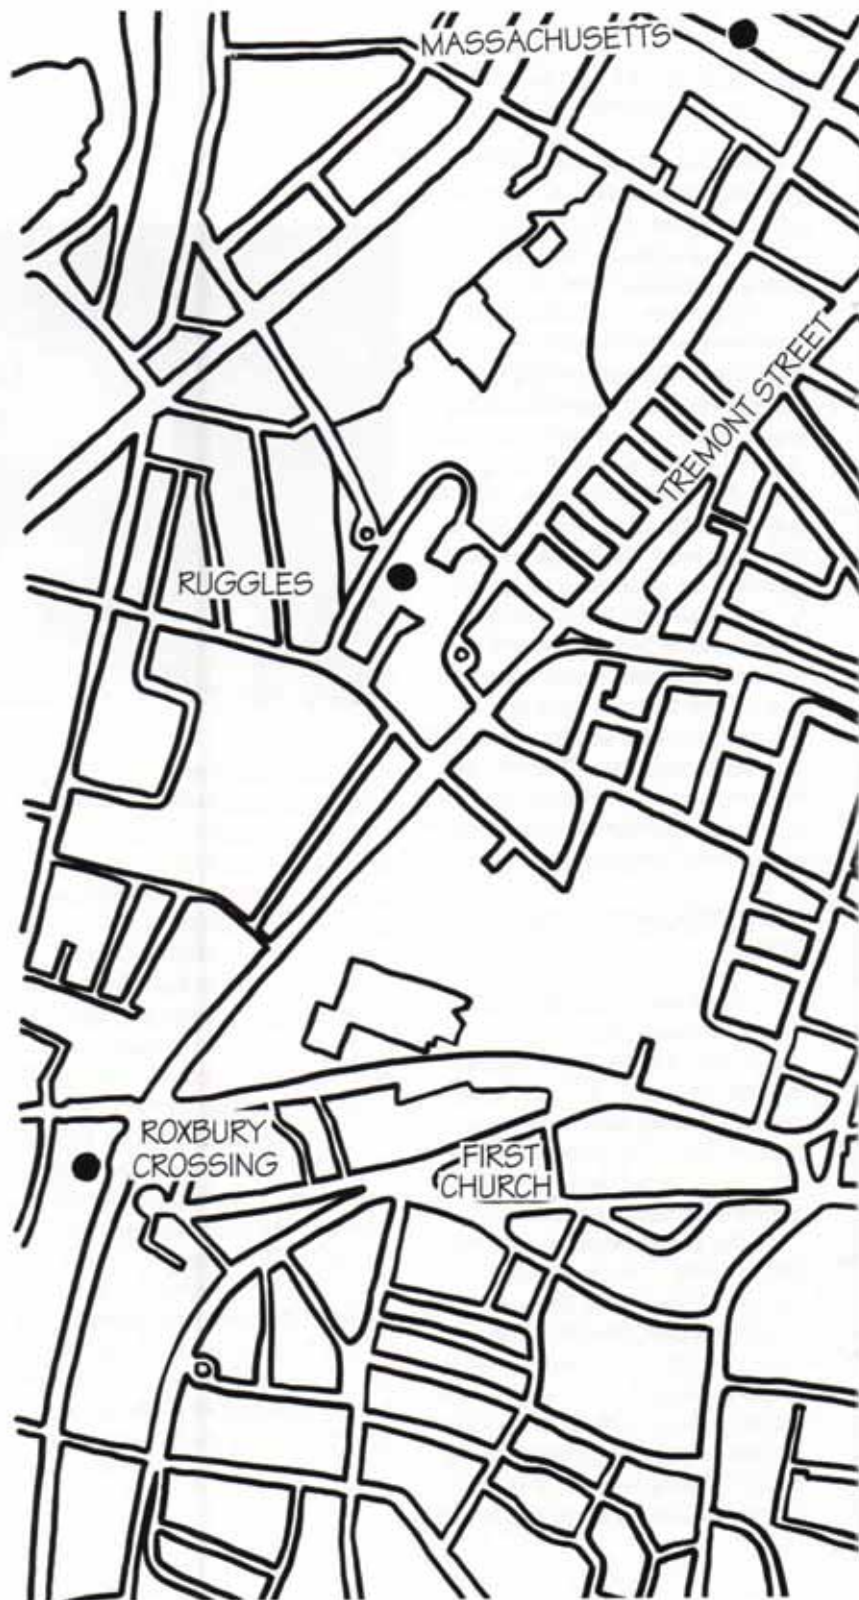 MASSACHUSETTS
TREMONT STREET
RUGGLES
ROXBURY
CROSSING
FIRST
CHURCH